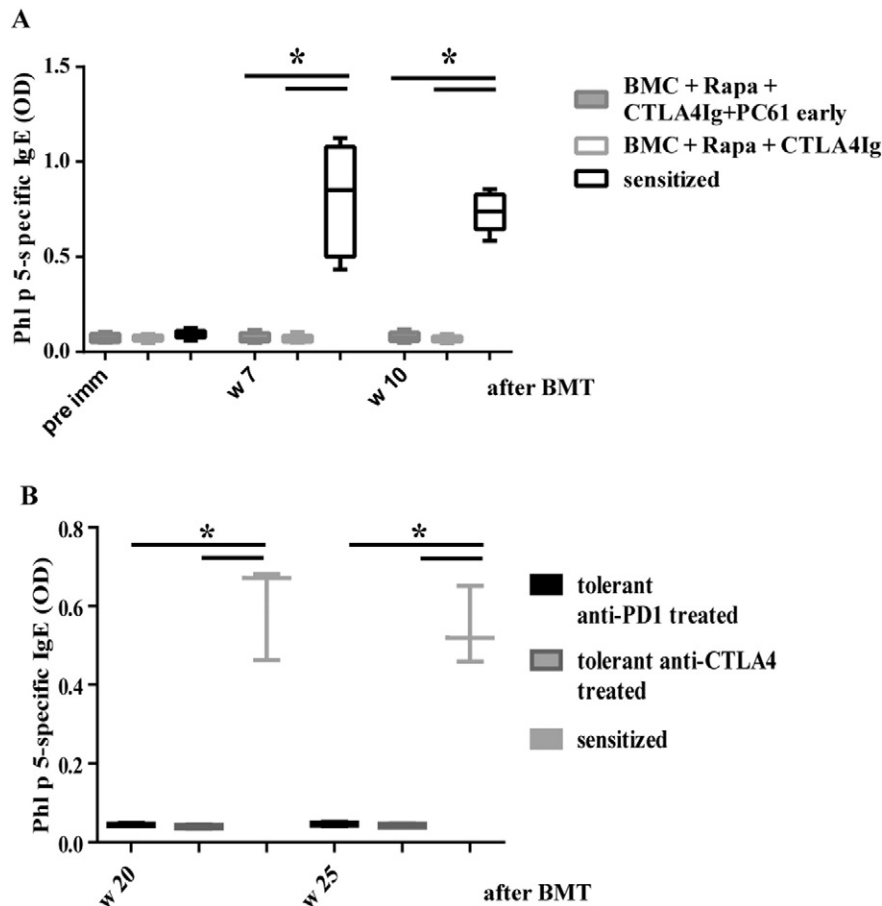 A
Phl p 5-specific IgE (OD)
1.5
1.0
0.5
0.0
*
*
pre imm
w 7
w 10
after BMT
BMC + Rapa +
CTLA4Ig+PC61 early
BMC + Rapa + CTLA4Ig
sensitized
B
Phl p 5-specific IgE (OD)
0.8
0.6
0.4
0.2
0.0
*
*
w 20
w 25
after BMT
tolerant
anti-PD1 treated
tolerant anti-CTLA4
treated
sensitized